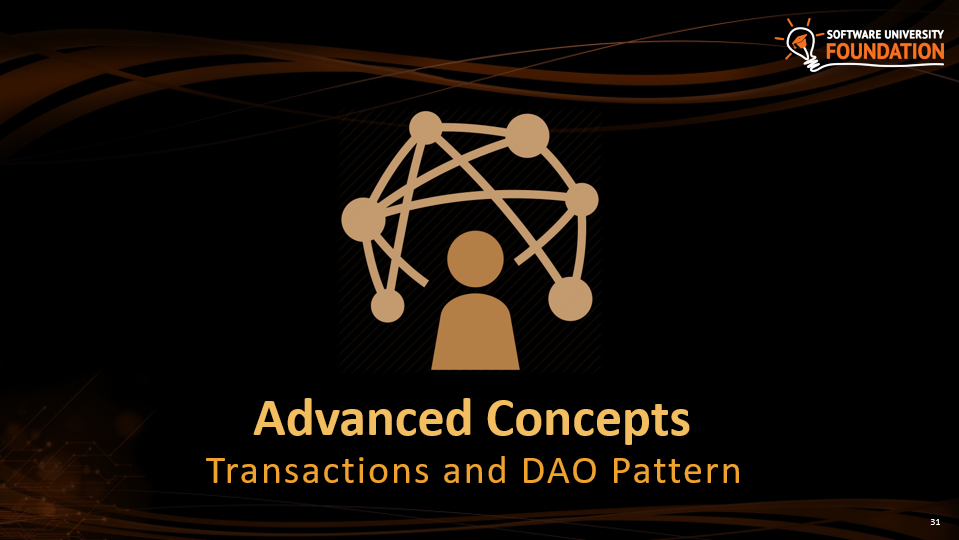 SOFTWARE UNIVERSITY
FOUNDATION
Advanced Concepts
Transactions and DAO Pattern
31